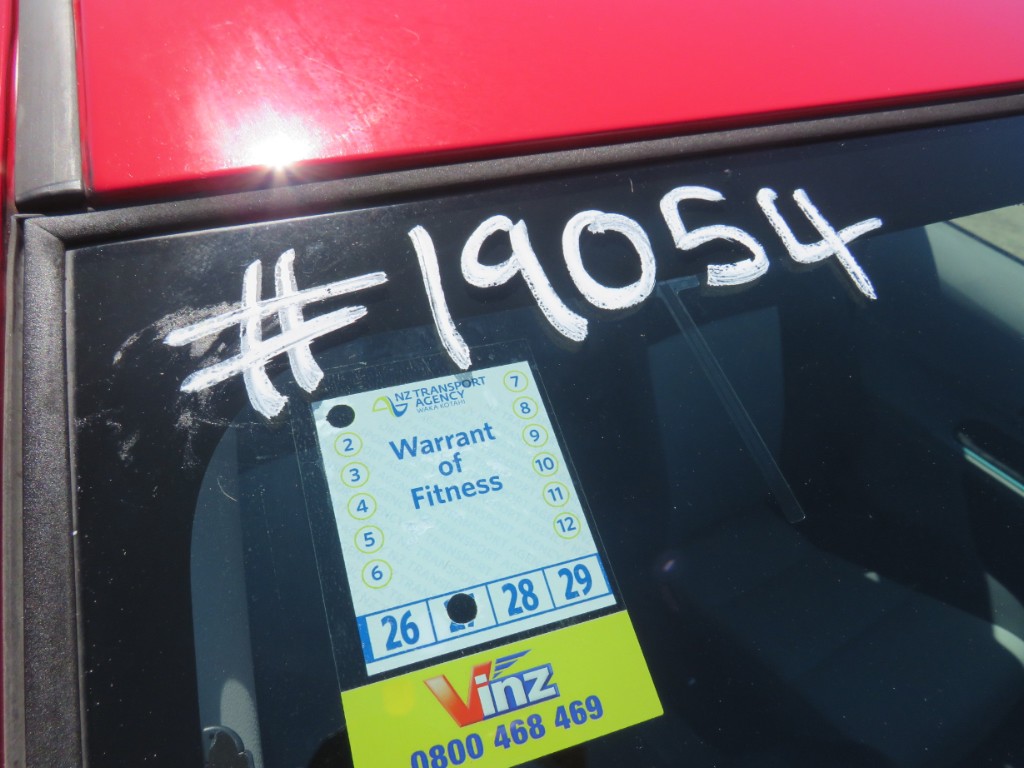 #19054
NZ TRANSPORT
AGENCY
WAKA KOTAHI
Warrant
of
Fitness
2
3
4
5
6
7
8
9
10
11
12
26 28 29
Vinz
0800 468 469